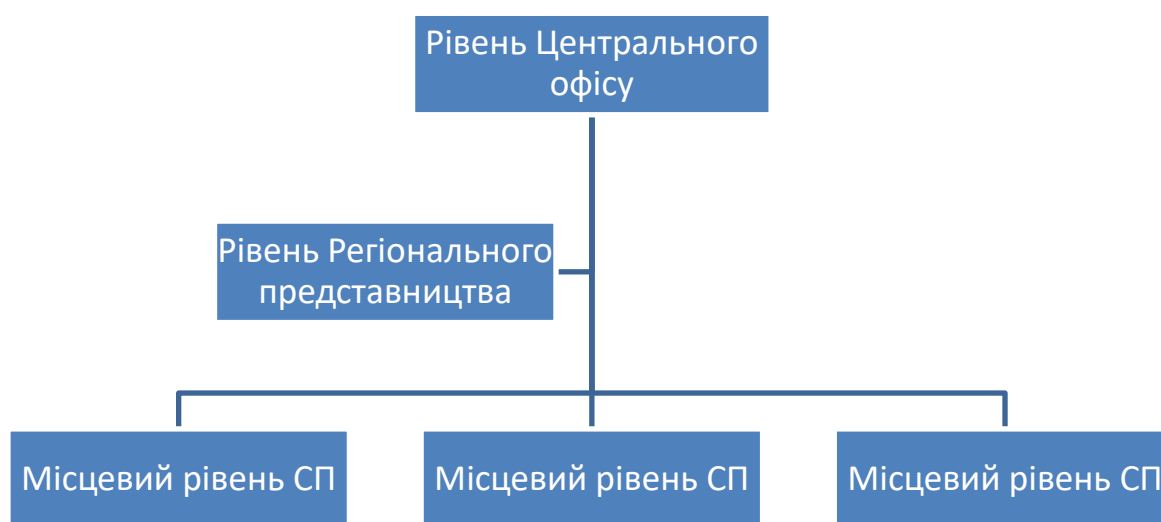 Рівень Центрального
офісу
Рівень Регіонального
представництва
Місцевий рівень СП
Місцевий рівень СП
Місцевий рівень СП